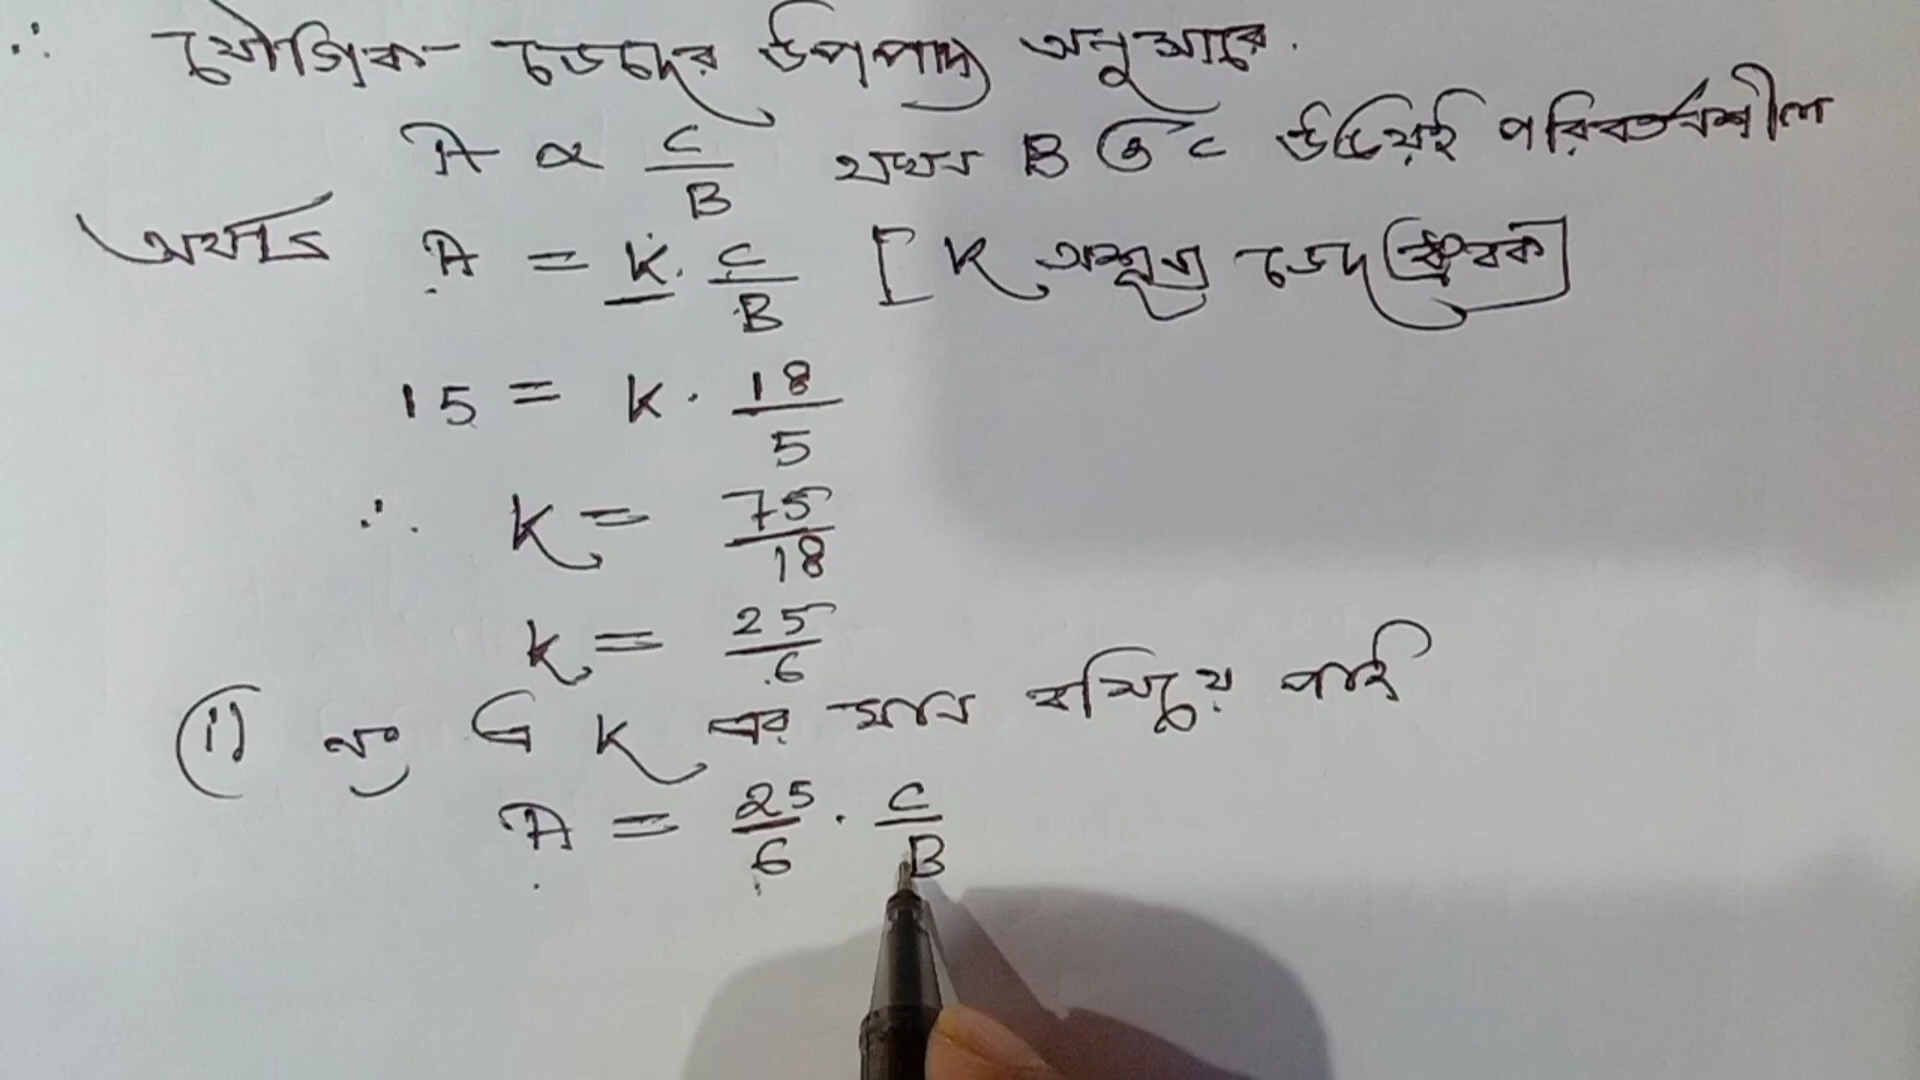 ∴ যৌগিক ভেদের উপপাদ্য অনুসারে.
A ∝ C/B যখন B ও C উভয়েই পরিবর্তনশীল
অর্থাৎ A = K. C/B [K অশূন্য ভেদ ধ্রুবক]
15 = K. 18/5
∴ K = 75/18
K = 25/6
(i) নং এ K এর মান বসিয়ে পাই
A = 25/6 . C/B